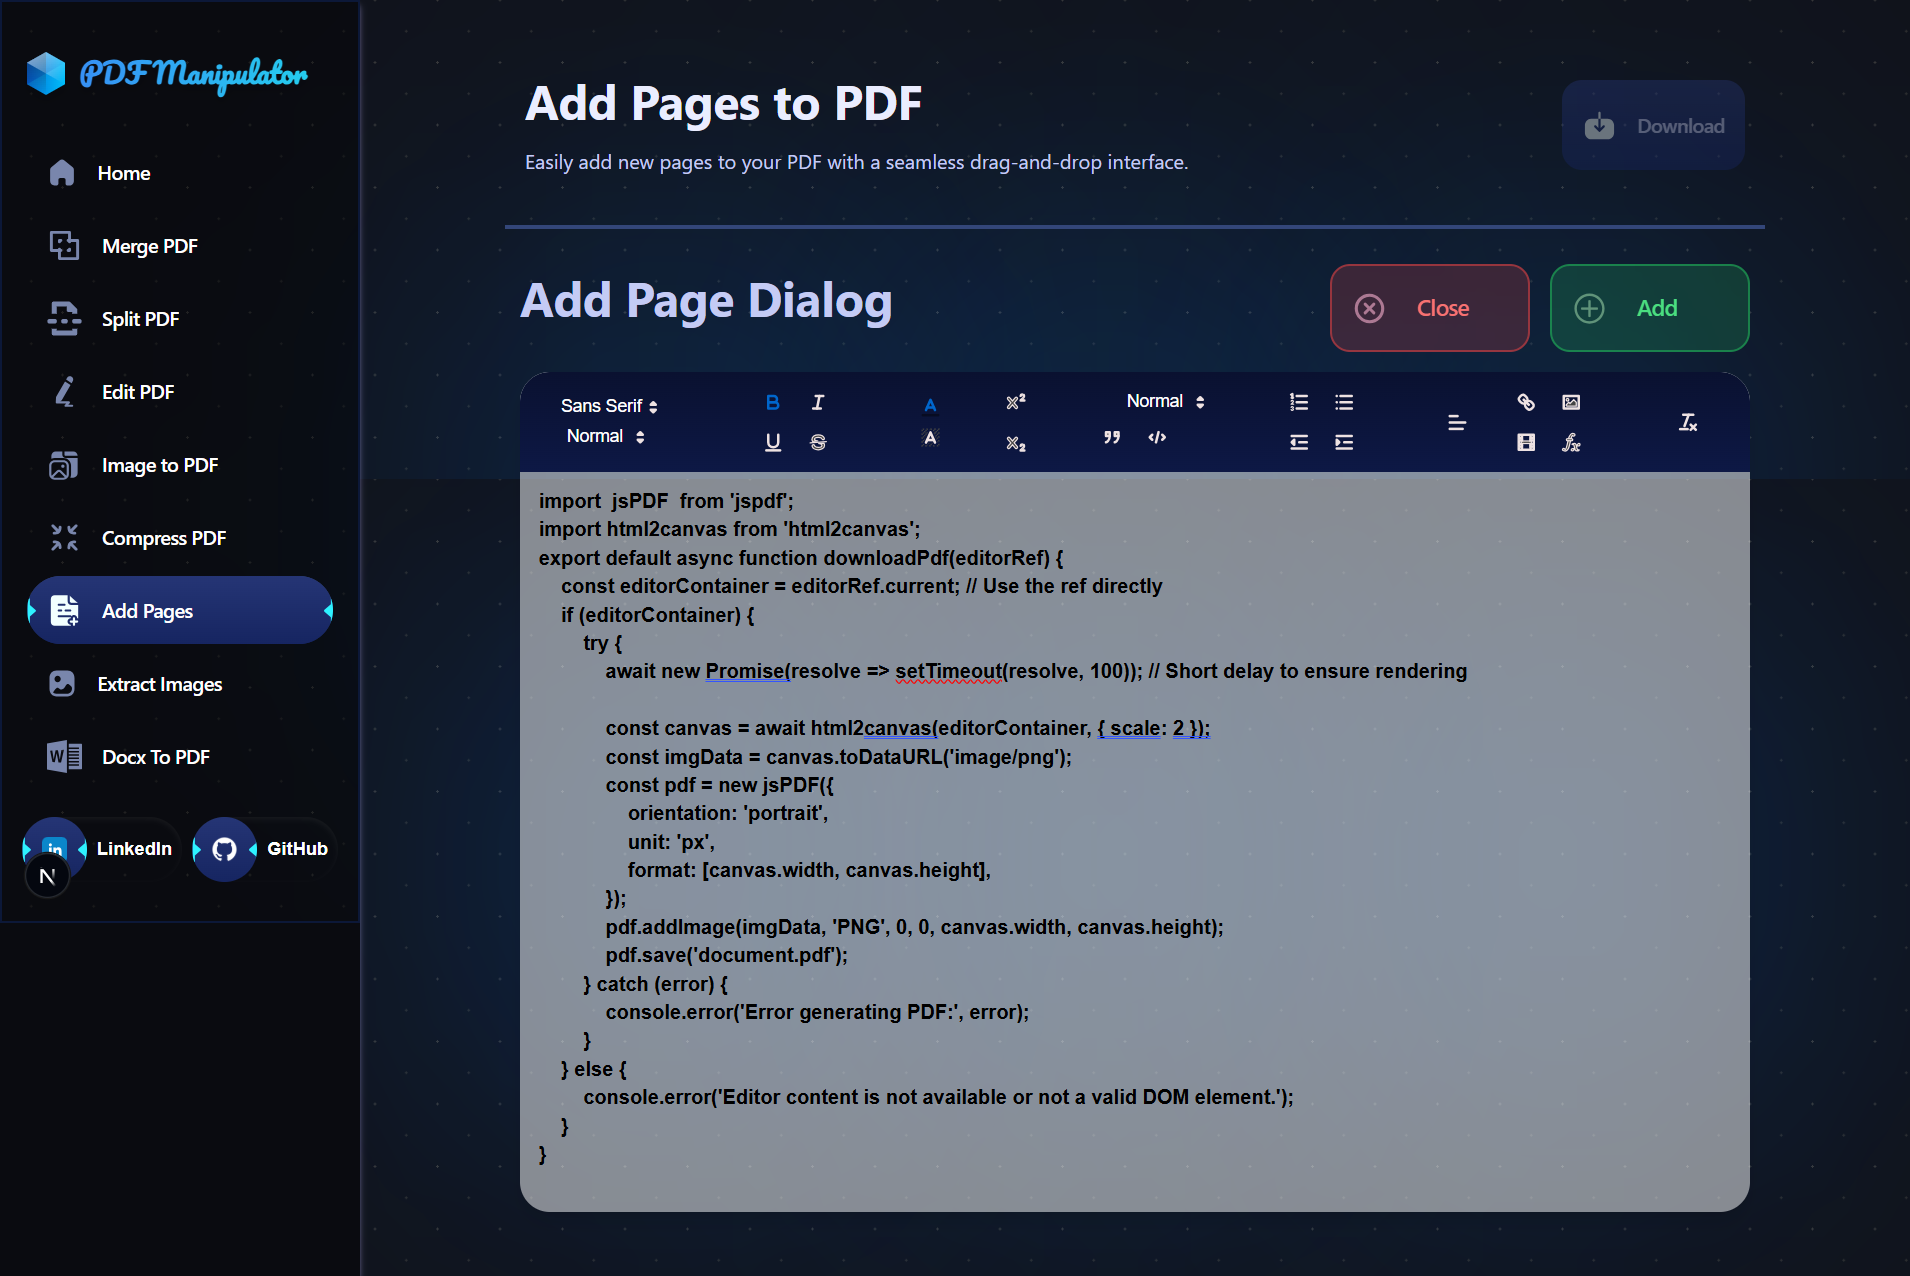 PDF Manipulator
Home
Merge PDF
Split PDF
Edit PDF
Image to PDF
Compress PDF
Add Pages
Extract Images
Docx To PDF
LinkedIn
GitHub
N
Add Pages to PDF
Easily add new pages to your PDF with a seamless drag-and-drop interface.
Download
Add Page Dialog
Close
Add
Sans Serif
Normal
Normal
import  jsPDF  from 'jspdf';
import html2canvas from 'html2canvas';
export default async function downloadPdf(editorRef) {
    const editorContainer = editorRef.current; // Use the ref directly
    if (editorContainer) {
        try {
            await new Promise(resolve => setTimeout(resolve, 100)); // Short delay to ensure rendering
            const canvas = await html2canvas(editorContainer, { scale: 2 });
            const imgData = canvas.toDataURL('image/png');
            const pdf = new jsPDF({
                orientation: 'portrait',
                unit: 'px',
                format: [canvas.width, canvas.height],
            });
            pdf.addImage(imgData, 'PNG', 0, 0, canvas.width, canvas.height);
            pdf.save('document.pdf');
        } catch (error) {
            console.error('Error generating PDF:', error);
        }
    } else {
        console.error('Editor content is not available or not a valid DOM element.');
    }
}